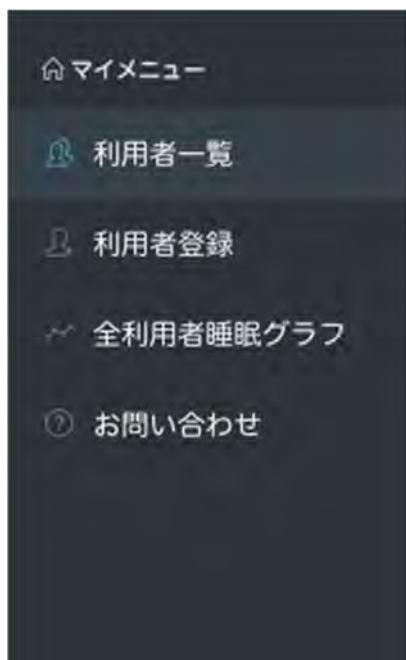 マイメニュー
利用者一覧
利用者登録
全利用者睡眠グラフ
お問い合わせ